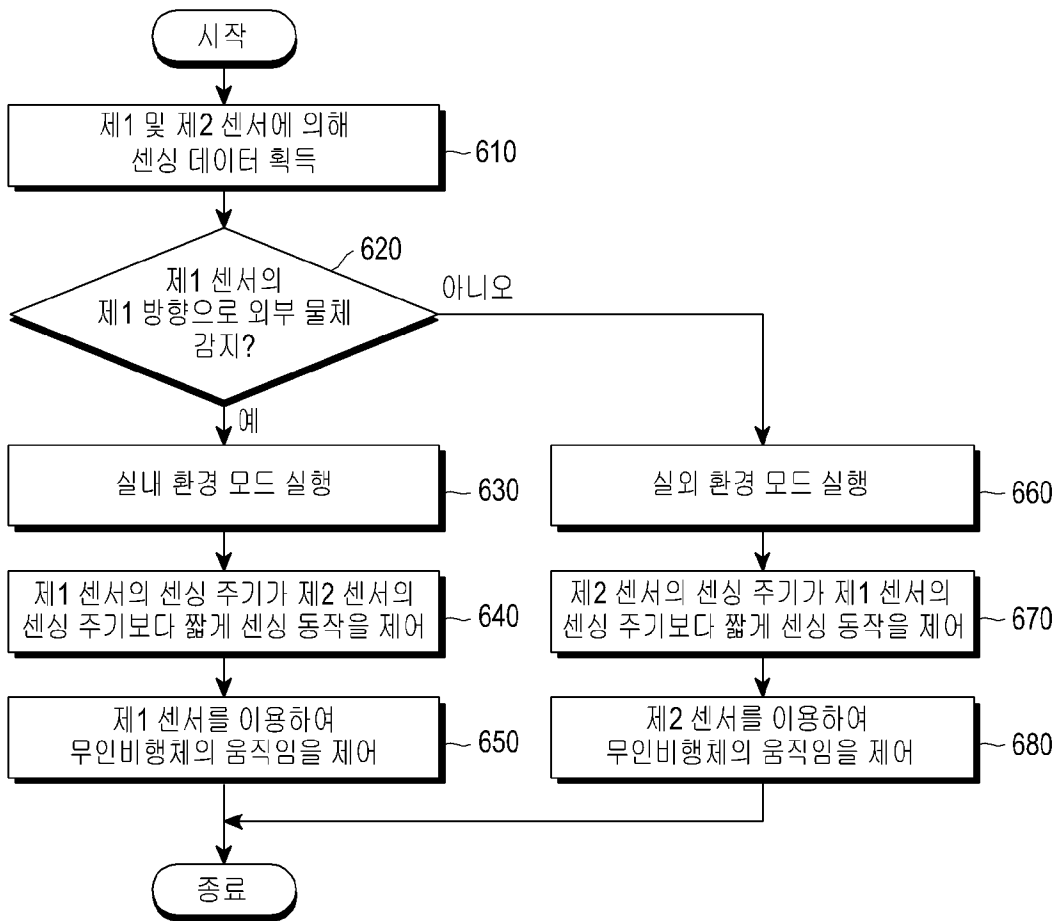 시작
제1 및 제2 센서에 의해
센싱 데이터 획득
610
620
제1 센서의
제1 방향으로 외부 물체
감지?
아니오
예
실내 환경 모드 실행
630
실외 환경 모드 실행
660
제1 센서의 센싱 주기가 제2 센서의
센싱 주기보다 짧게 센싱 동작을 제어
640
제2 센서의 센싱 주기가 제1 센서의
센싱 주기보다 짧게 센싱 동작을 제어
670
제1 센서를 이용하여
무인비행체의 움직임을 제어
650
제2 센서를 이용하여
무인비행체의 움직임을 제어
680
종료